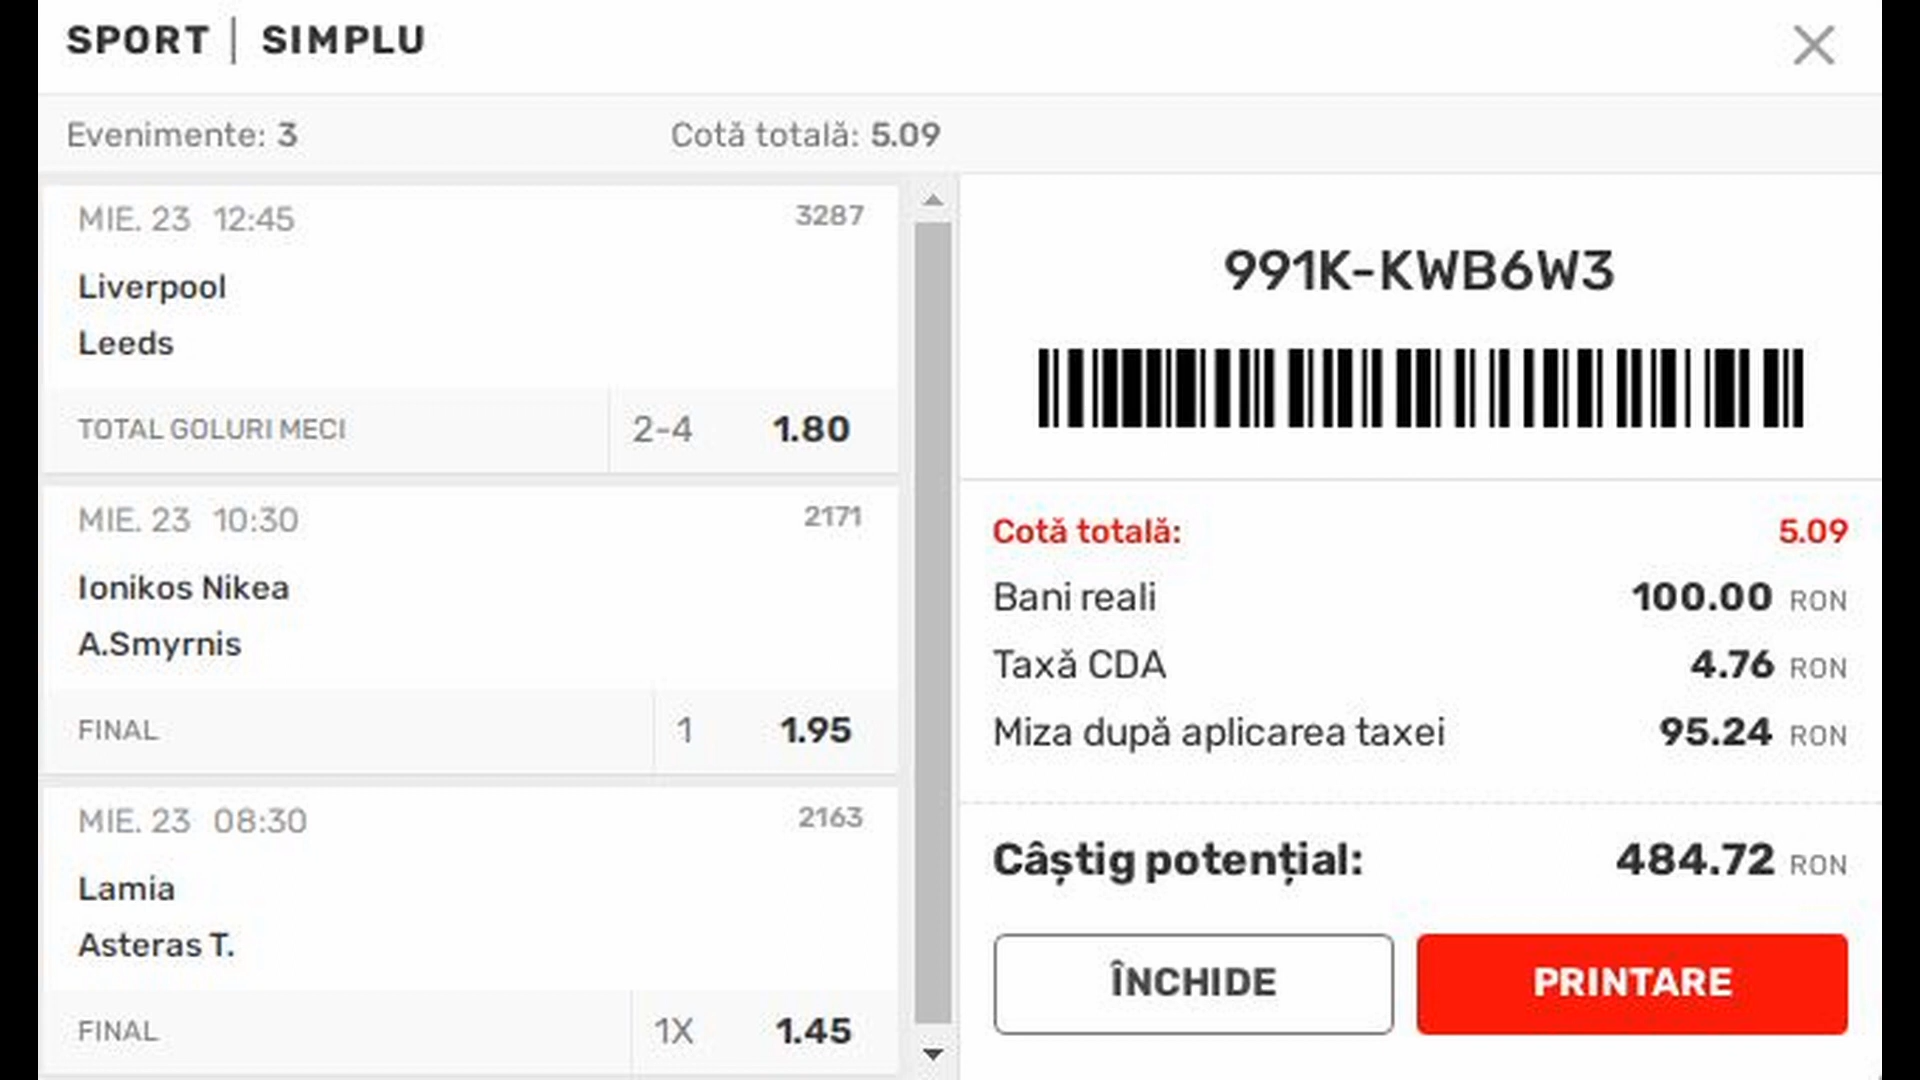 SPORT | SIMPLU
Evenimente: 3
Cotă totală: 5.09
MIE. 23 12:45
3287
Liverpool
Leeds
TOTAL GOLURI MECI
2-4
1.80
MIE. 23 10:30
2171
Ionikos Nikea
A.Smyrnis
FINAL
1
1.95
MIE. 23 08:30
2163
Lamia
Asteras T.
FINAL
1X
1.45
991K-KWB6W3
Cotă totală: 5.09
Bani reali 100.00 RON
Taxă CDA 4.76 RON
Miza după aplicarea taxei 95.24 RON
Câștig potențial: 484.72 RON
ÎNCHIDE
PRINTARE